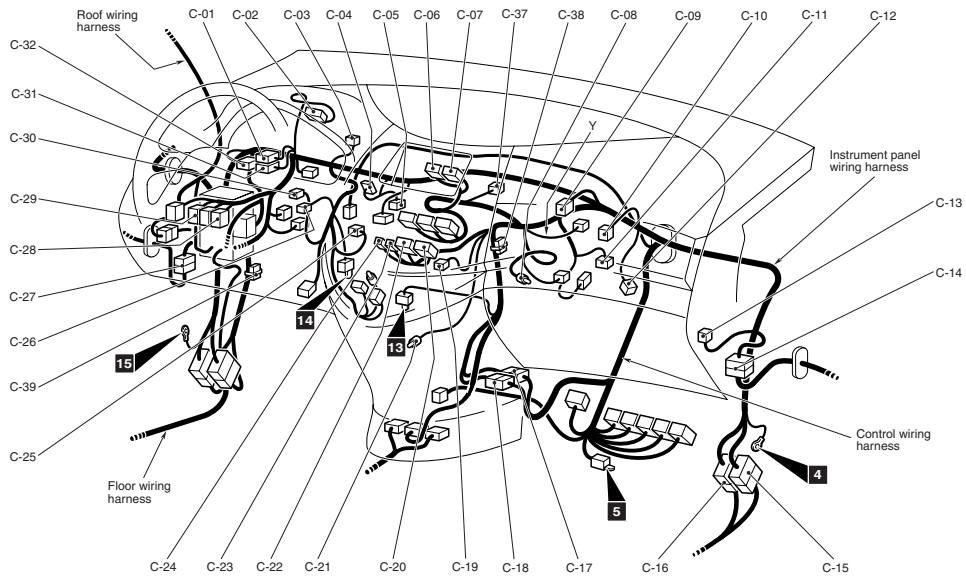 Roof wiring
harness
C-01
C-02
C-03
C-04
C-05
C-06
C-07
C-37
C-38
C-08
C-09
C-10
C-11
C-12
C-32
C-31
C-30
C-29
C-28
C-27
C-26
C-39
C-25
Y
Instrument panel
wiring harness
C-13
C-14
14
13
15
4
5
Control wiring
harness
Floor wiring
harness
C-24
C-23
C-22
C-21
C-20
C-19
C-18
C-17
C-16
C-15